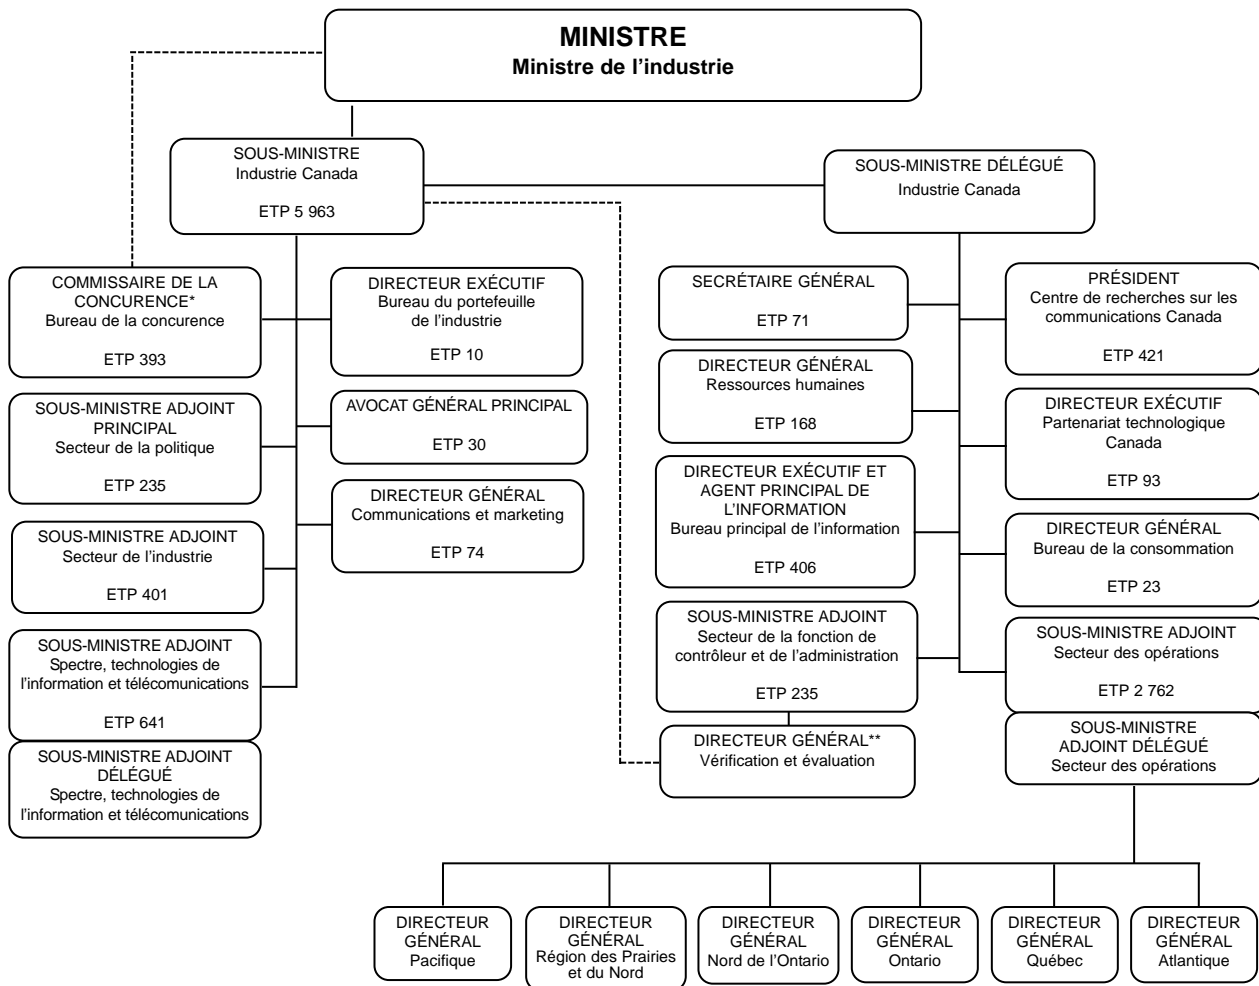 MINISTRE
Ministre de l'industrie
SOUS-MINISTRE
Industrie Canada
ETP 5 963
SOUS-MINISTRE DÉLÉGUÉ
Industrie Canada
COMMISSAIRE DE LA
CONCURENCE*
Bureau de la concurence
ETP 393
DIRECTEUR EXÉCUTIF
Bureau du portefeuille
de l'industrie
ETP 10
SOUS-MINISTRE ADJOINT
PRINCIPAL
Secteur de la politique
ETP 235
AVOCAT GÉNÉRAL PRINCIPAL
ETP 30
SOUS-MINISTRE ADJOINT
Secteur de l'industrie
ETP 401
DIRECTEUR GÉNÉRAL
Communications et marketing
ETP 74
SOUS-MINISTRE ADJOINT
Spectre, technologies de
l'information et télécomunications
ETP 641
SOUS-MINISTRE ADJOINT
DÉLÉGUÉ
Spectre, technologies de
l'information et télécomunications
SECRÉTAIRE GÉNÉRAL
ETP 71
PRÉSIDENT
Centre de recherches sur les
communications Canada
ETP 421
DIRECTEUR GÉNÉRAL
Ressources humaines
ETP 168
DIRECTEUR EXÉCUTIF
Partenariat technologique
Canada
ETP 93
DIRECTEUR EXÉCUTIF ET
AGENT PRINCIPAL DE
L'INFORMATION
Bureau principal de l'information
ETP 406
DIRECTEUR GÉNÉRAL
Bureau de la consommation
ETP 23
SOUS-MINISTRE ADJOINT
Secteur de la fonction de
contrôleur et de l'administration
ETP 235
SOUS-MINISTRE ADJOINT
Secteur des opérations
ETP 2 762
DIRECTEUR GÉNÉRAL**
Vérification et évaluation
SOUS-MINISTRE
ADJOINT DÉLÉGUÉ
Secteur des opérations
DIRECTEUR
GÉNÉRAL
Pacifique
DIRECTEUR
GÉNÉRAL
Région des Prairies
et du Nord
DIRECTEUR
GÉNÉRAL
Nord de l'Ontario
DIRECTEUR
GÉNÉRAL
Ontario
DIRECTEUR
GÉNÉRAL
Québec
DIRECTEUR
GÉNÉRAL
Atlantique